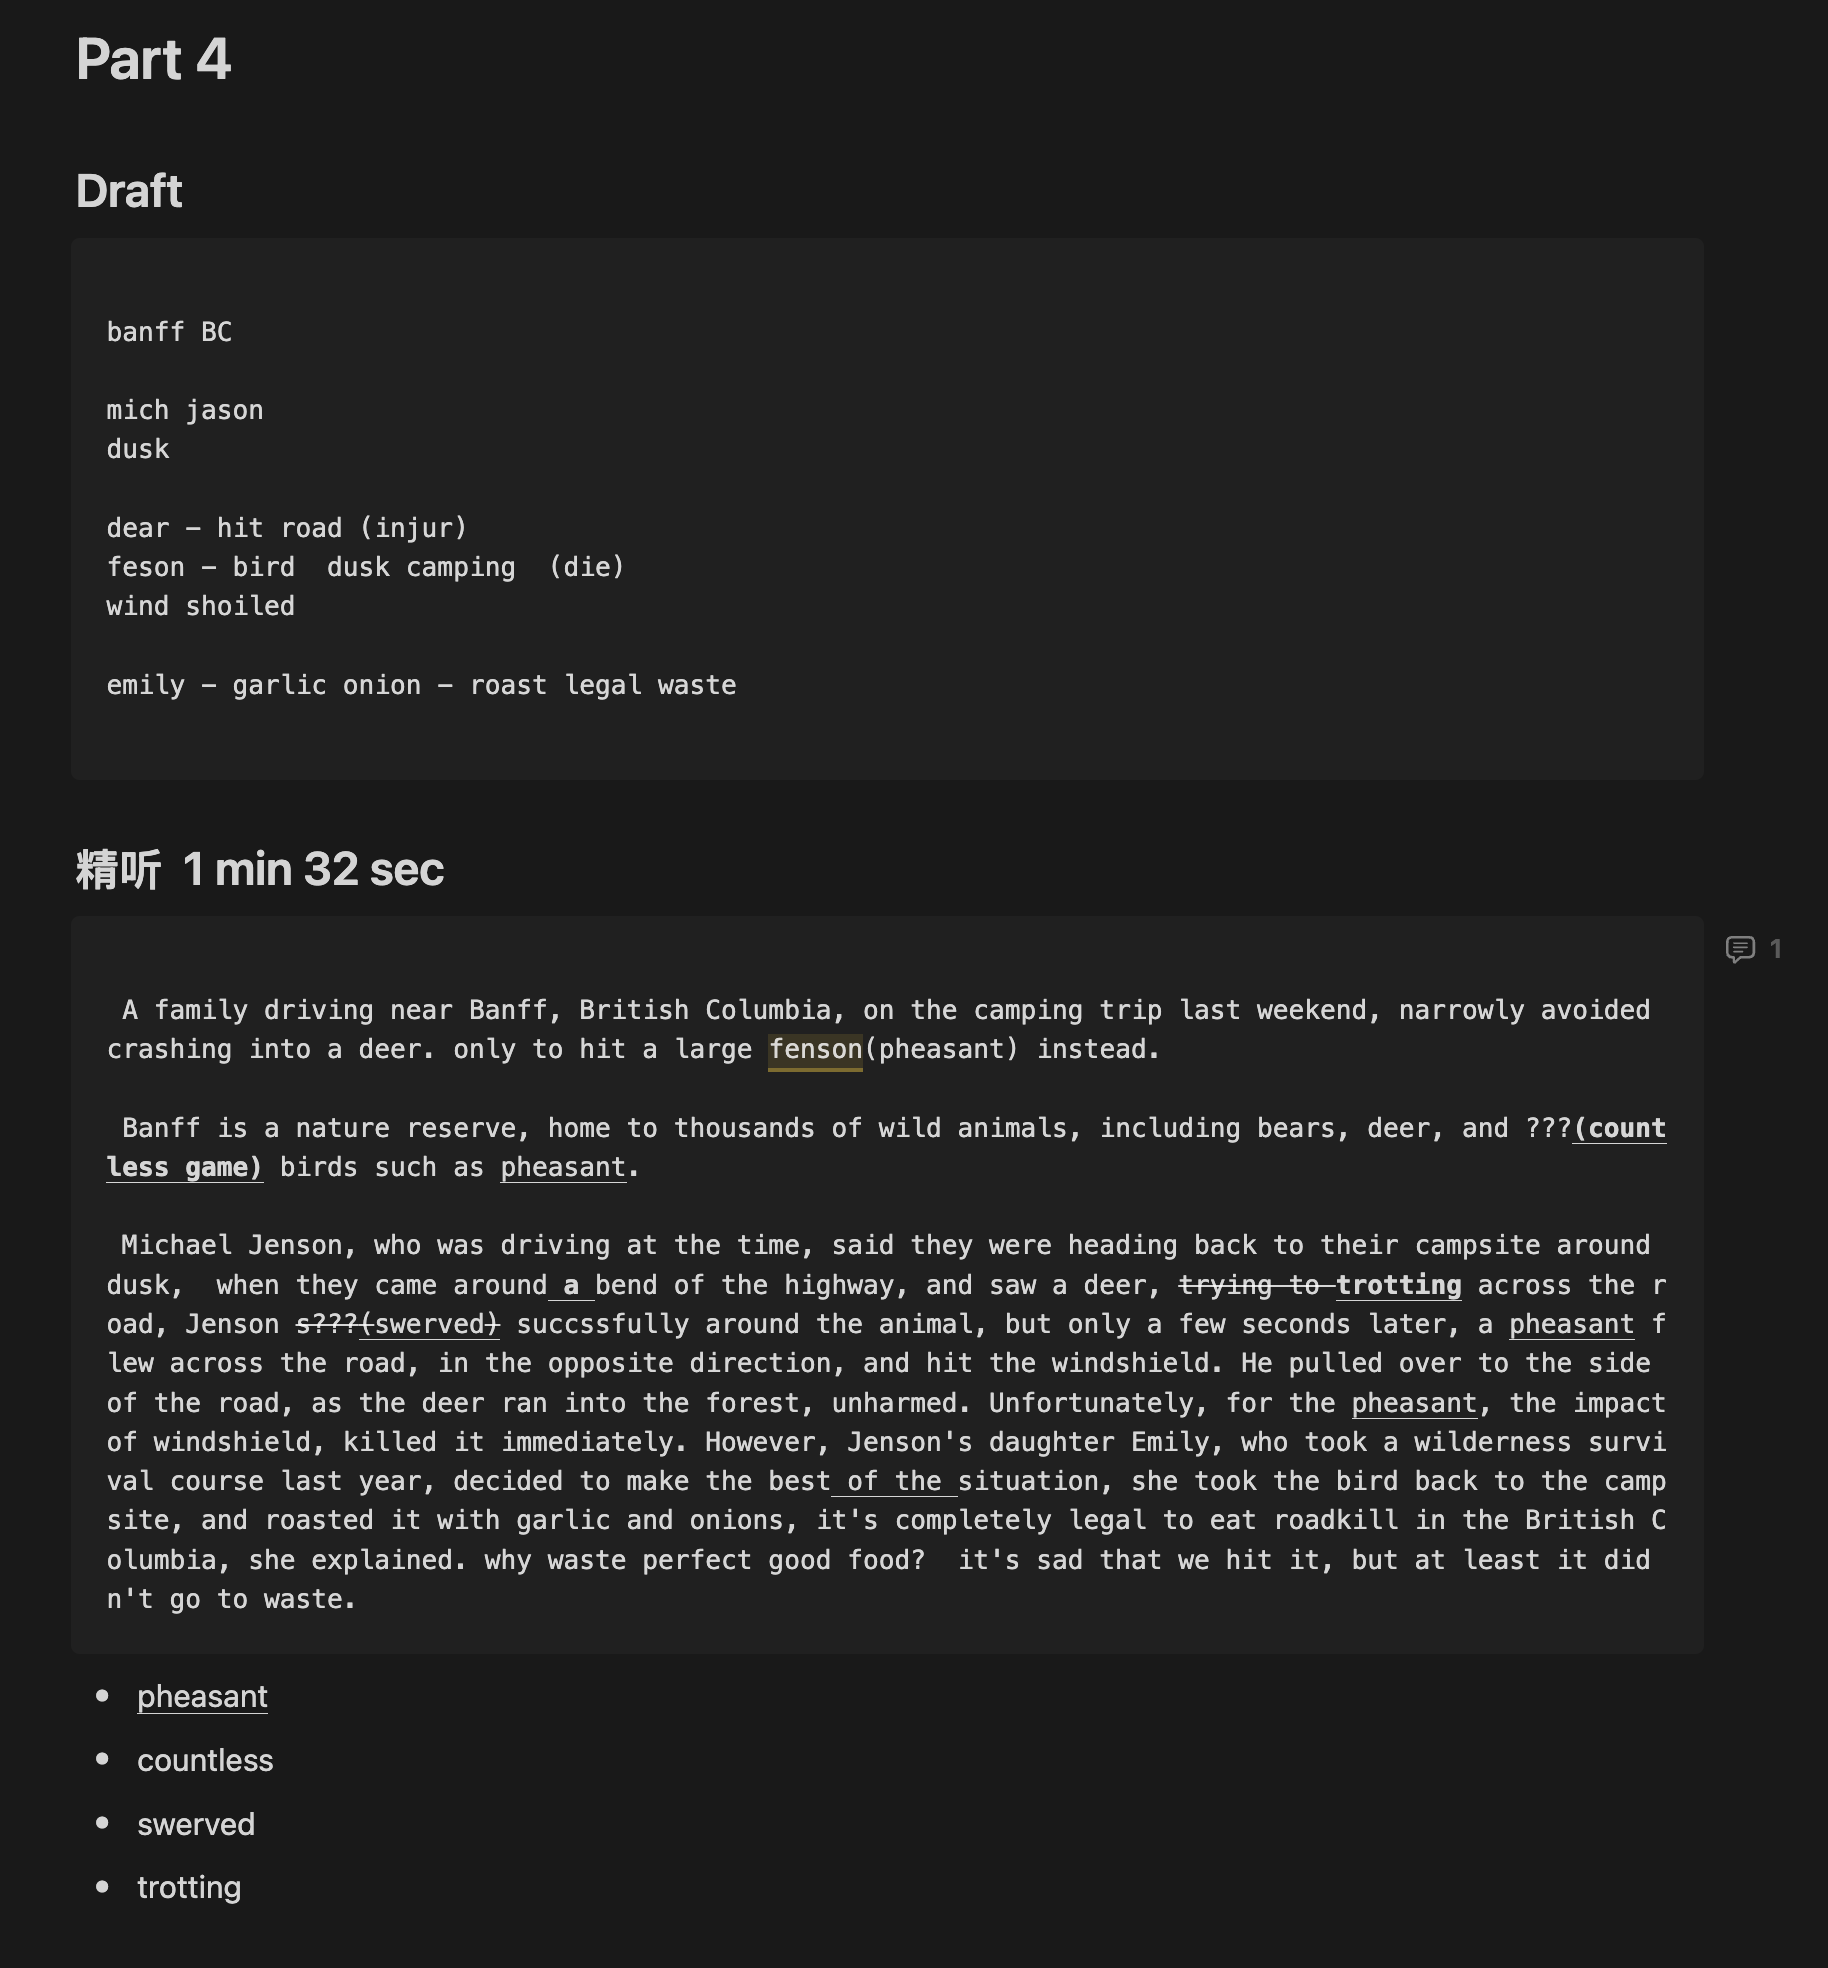 Part 4
Draft
banff BC
mich jason
dusk
dear – hit road (injur)
feson – bird  dusk camping  (die)
wind shoiled
emily – garlic onion – roast legal waste
精听 1 min 32 sec
1
A family driving near Banff, British Columbia, on the camping trip last weekend, narrowly avoided
crashing into a deer. only to hit a large fenson(pheasant) instead.
Banff is a nature reserve, home to thousands of wild animals, including bears, deer, and ???(count
less game) birds such as pheasant.
Michael Jenson, who was driving at the time, said they were heading back to their campsite around
dusk,  when they came around a bend of the highway, and saw a deer, trying to trotting across the r
oad, Jenson s???(swerved) succssfully around the animal, but only a few seconds later, a pheasant f
lew across the road, in the opposite direction, and hit the windshield. He pulled over to the side
of the road, as the deer ran into the forest, unharmed. Unfortunately, for the pheasant, the impact
of windshield, killed it immediately. However, Jenson's daughter Emily, who took a wilderness survi
val course last year, decided to make the best of the situation, she took the bird back to the camp
site, and roasted it with garlic and onions, it's completely legal to eat roadkill in the British C
olumbia, she explained. why waste perfect good food?  it's sad that we hit it, but at least it did
n't go to waste.
• pheasant
• countless
• swerved
• trotting